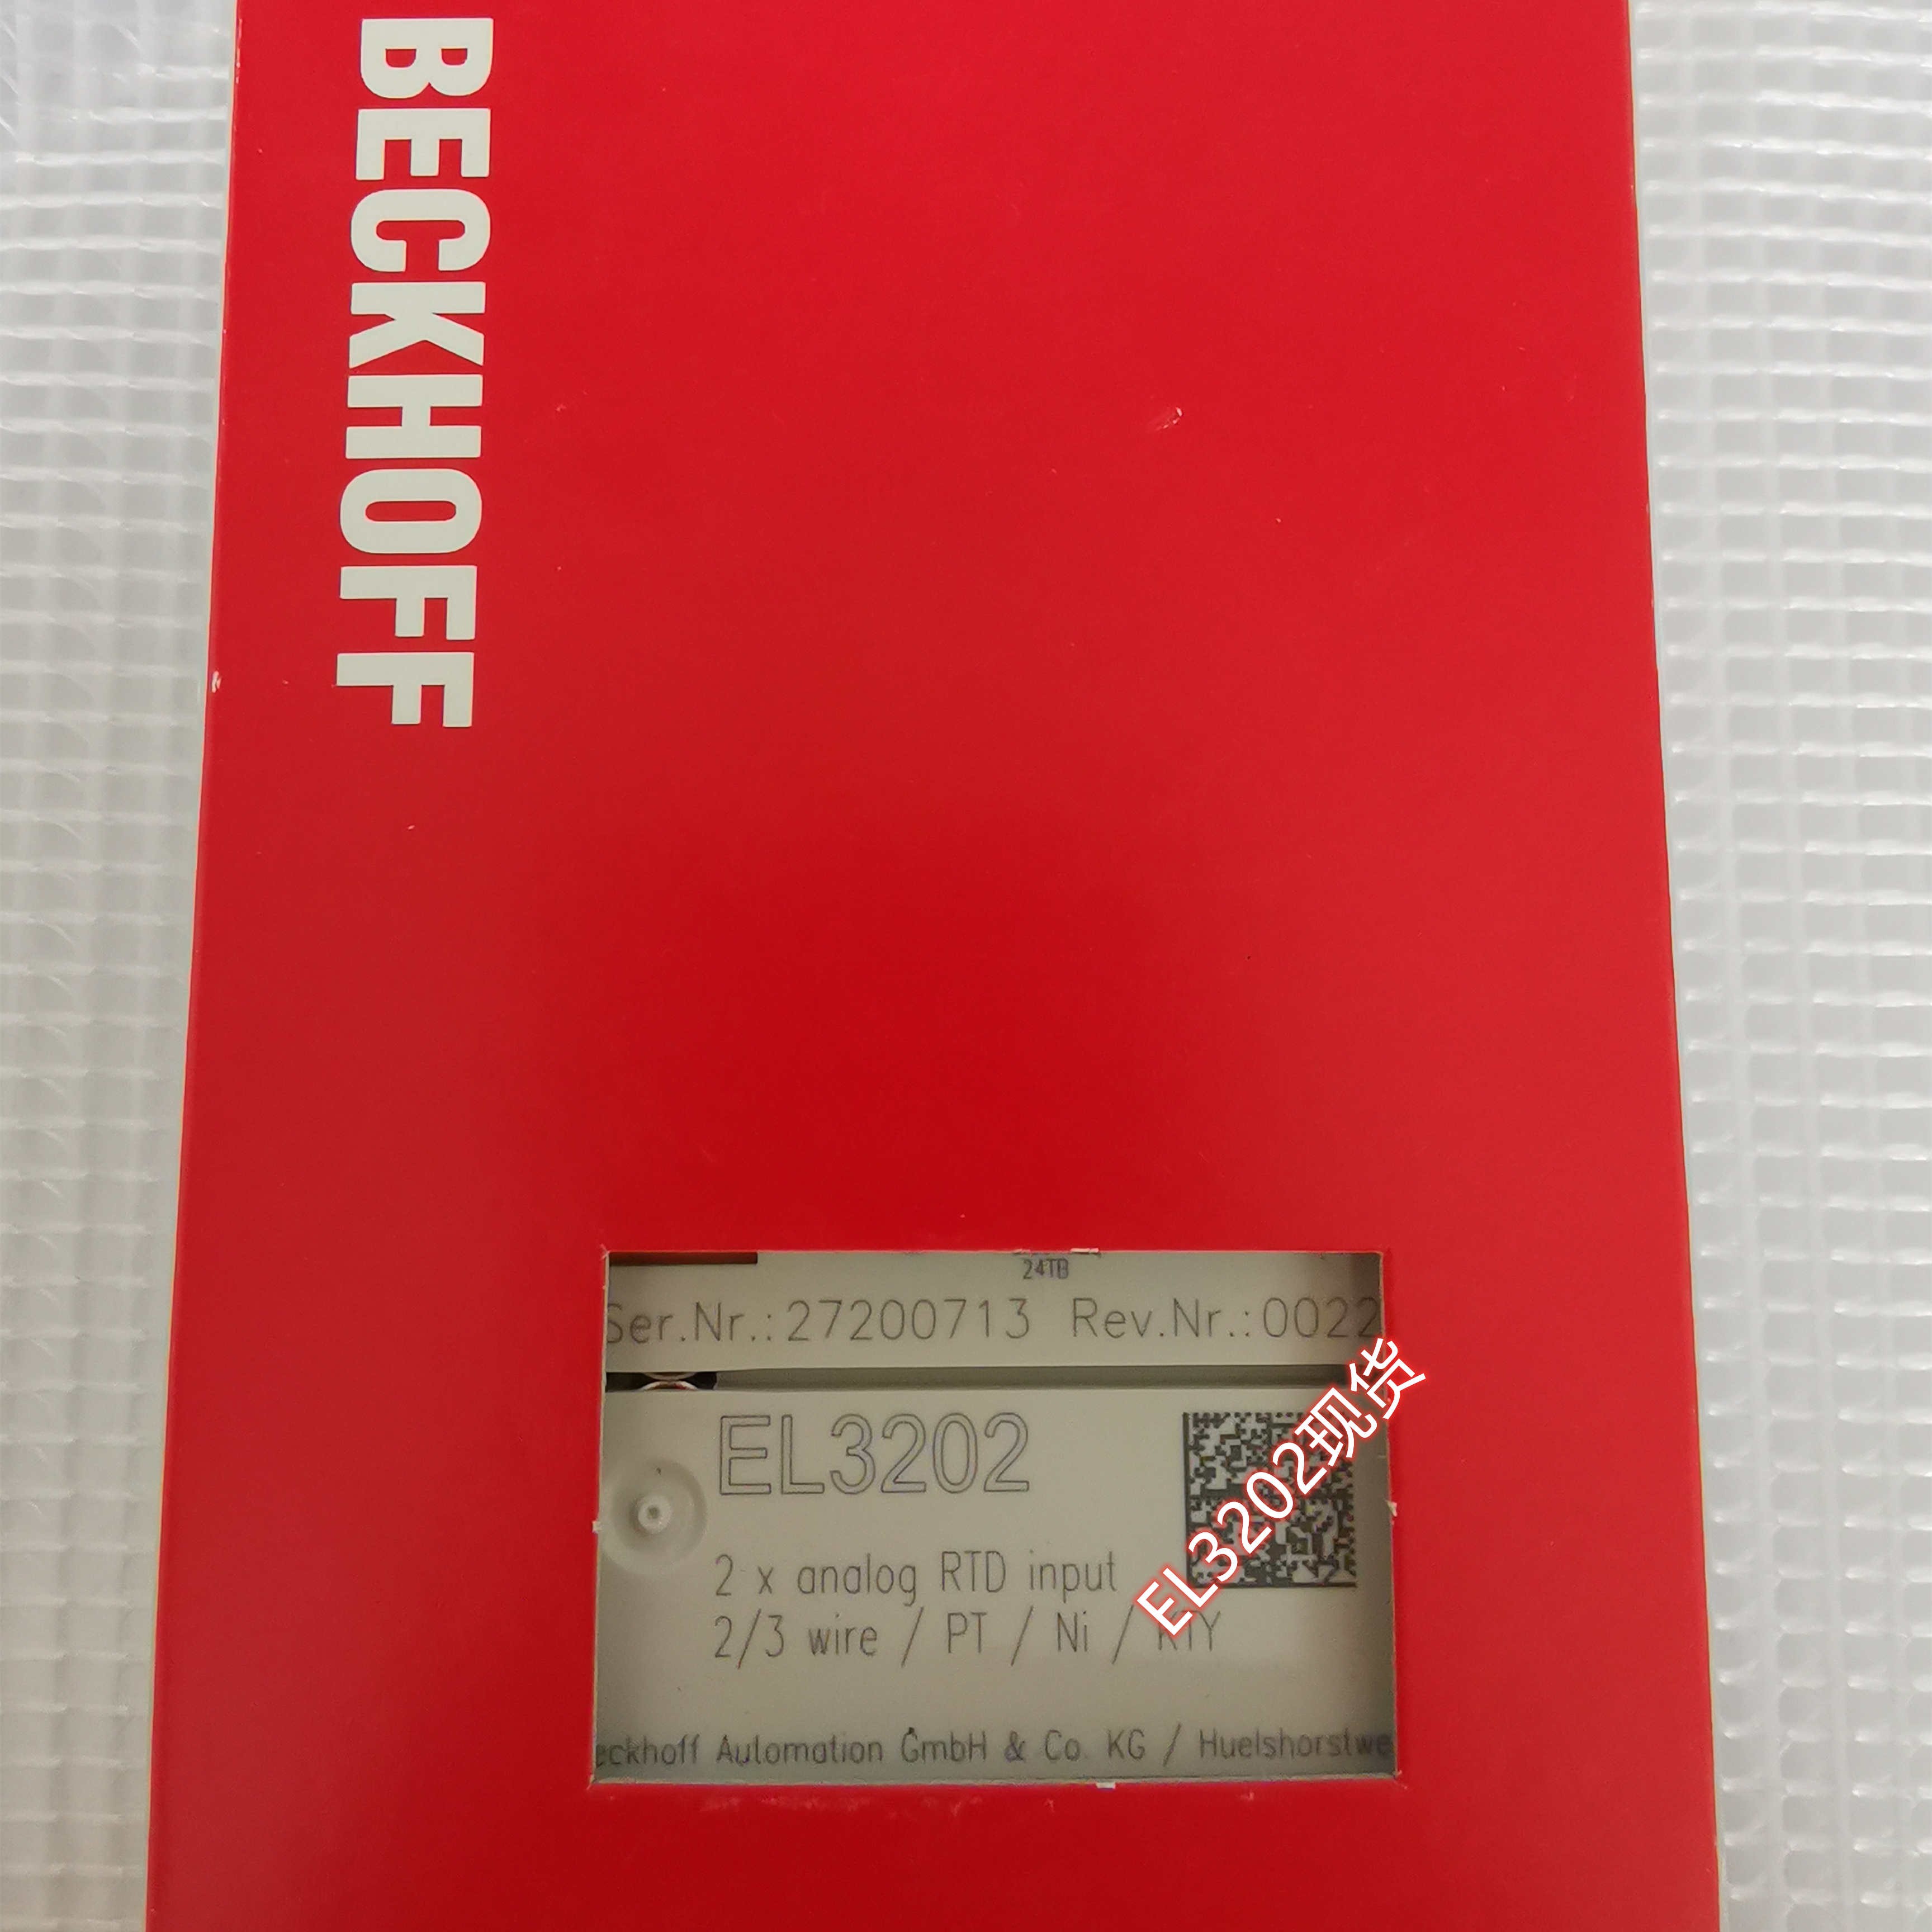 BECKHOFF
24TB
Ser.Nr.:27200713 Rev.Nr.:0022
EL3202
2 x analog RTD input
2/3 wire / PT / Ni / KTY
eckhoff Automation GmbH & Co. KG / Huelshorstwe
EL3202现货